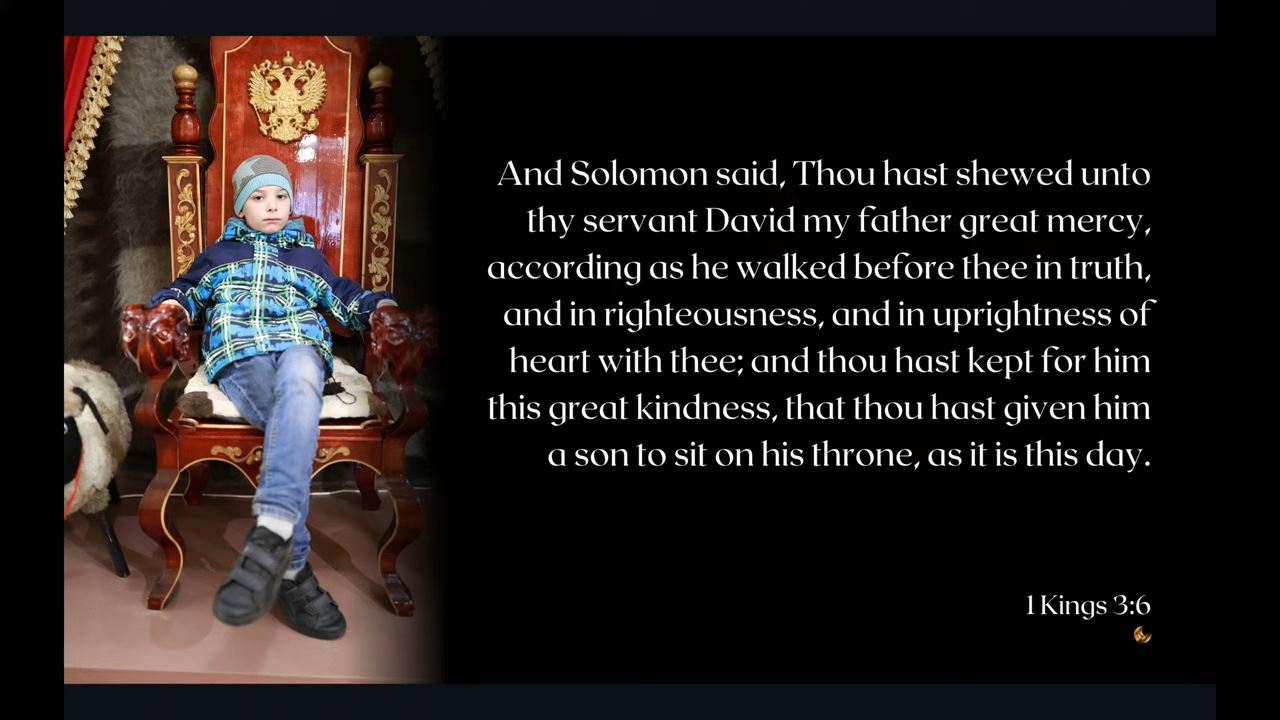 And Solomon said, Thou hast shewed unto
thy servant David my father great mercy,
according as he walked before thee in truth,
and in righteousness, and in uprightness of
heart with thee; and thou hast kept for him
this great kindness, that thou hast given him
a son to sit on his throne, as it is this day.
1 Kings 3:6